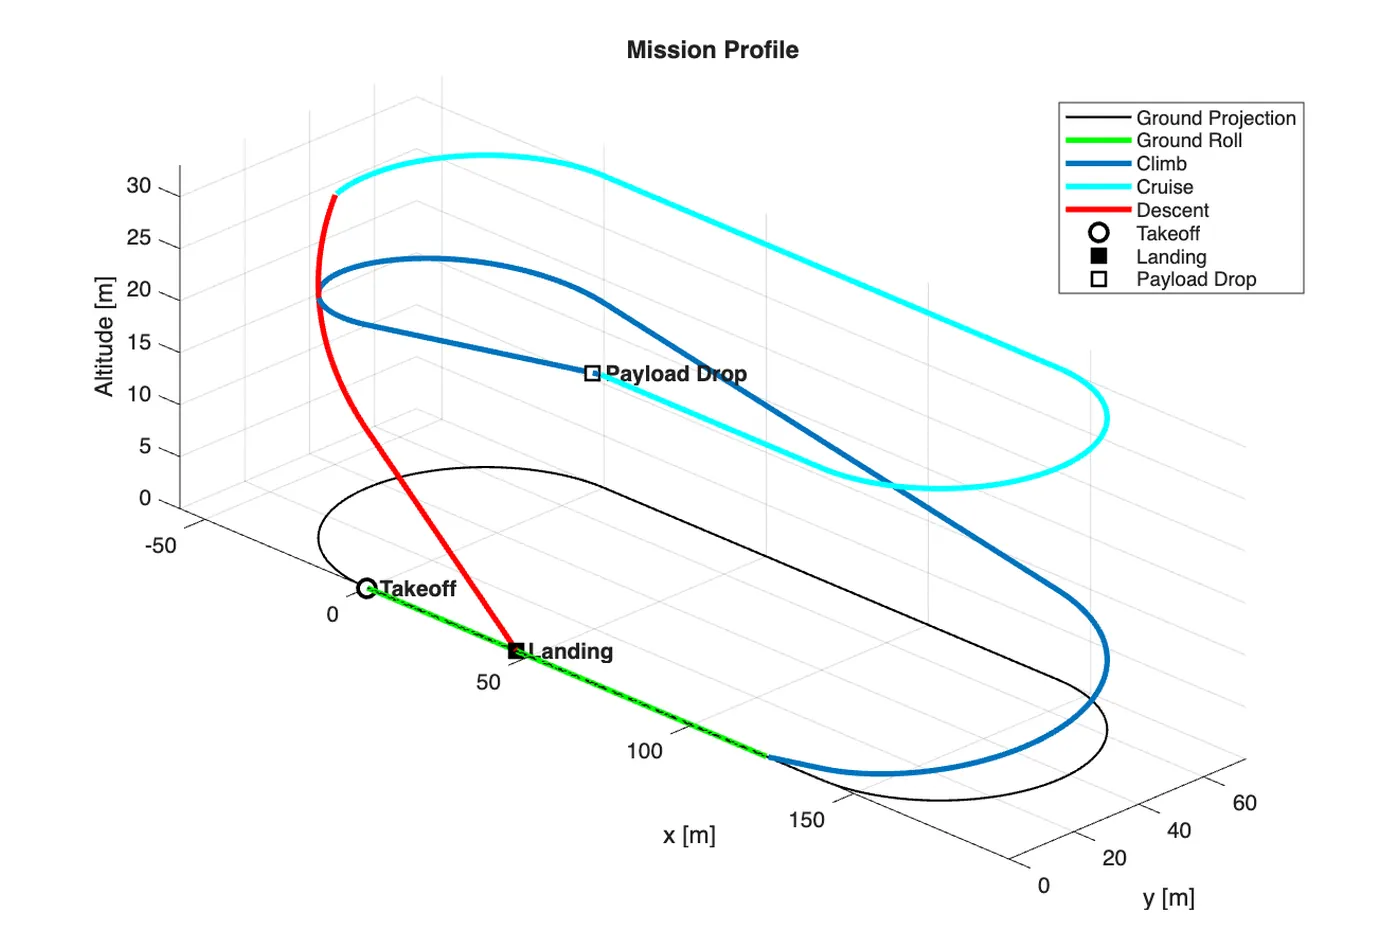 Mission Profile
Ground Projection
Ground Roll
Climb
Cruise
Descent
Takeoff
Landing
Payload Drop
30
25
20
15
10
5
0
Altitude [m]
-50
0
50
100
150
x [m]
0
20
40
60
y [m]
Payload Drop
Takeoff
Landing